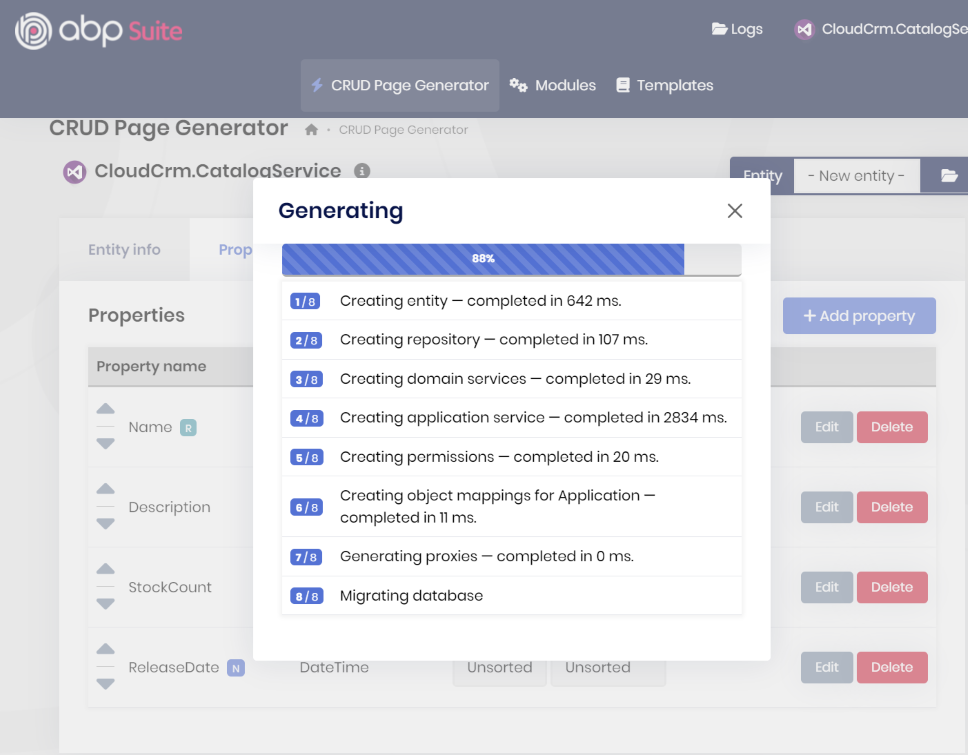 abp Suite
Logs
CloudCrm.CatalogSe
CRUD Page Generator
Modules
Templates
CRUD Page Generator
CRUD Page Generator
CloudCrm.CatalogService
Entity
- New entity -
Generating
Entity info
Prop
88%
1/8 Creating entity — completed in 642 ms.
2/8 Creating repository — completed in 107 ms.
3/8 Creating domain services — completed in 29 ms.
4/8 Creating application service — completed in 2834 ms.
5/8 Creating permissions — completed in 20 ms.
6/8 Creating object mappings for Application —
completed in 11 ms.
7/8 Generating proxies — completed in 0 ms.
8/8 Migrating database
Properties
+ Add property
Property name
Name R
Edit Delete
Description
Edit Delete
StockCount
Edit Delete
ReleaseDate N DateTime Unsorted Unsorted
Edit Delete